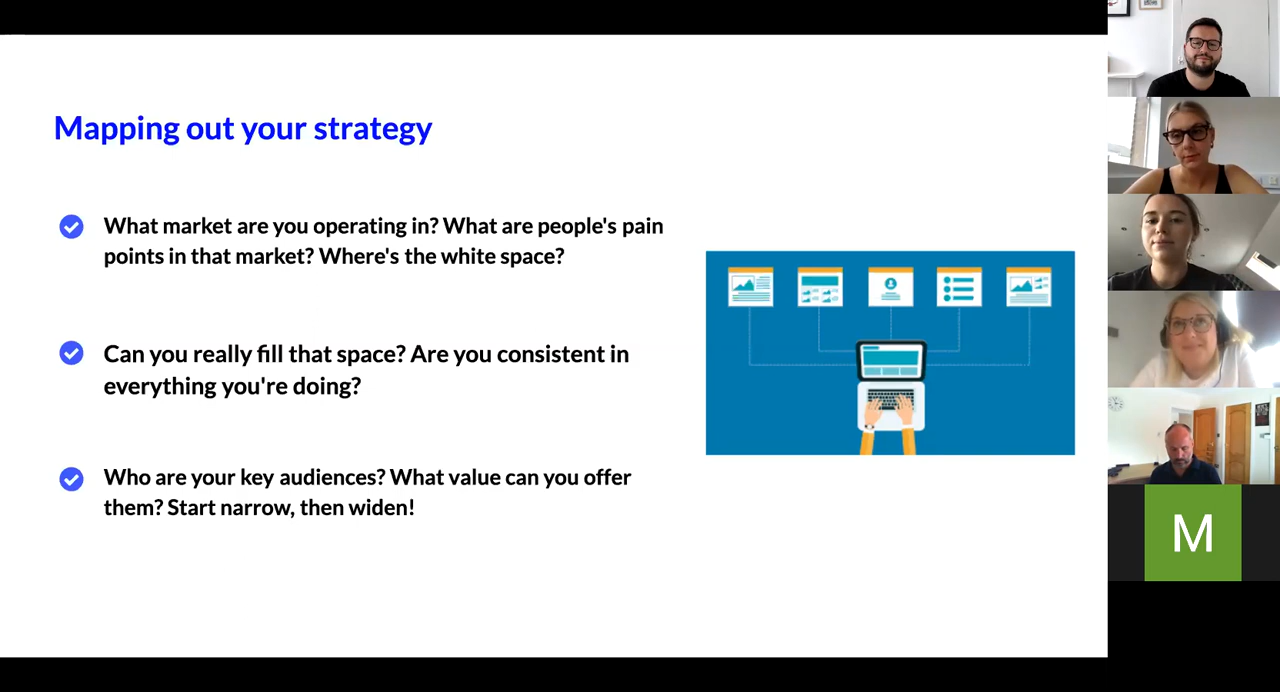 Mapping out your strategy
What market are you operating in? What are people's pain
points in that market? Where's the white space?
Can you really fill that space? Are you consistent in
everything you're doing?
Who are your key audiences? What value can you offer
them? Start narrow, then widen!
M